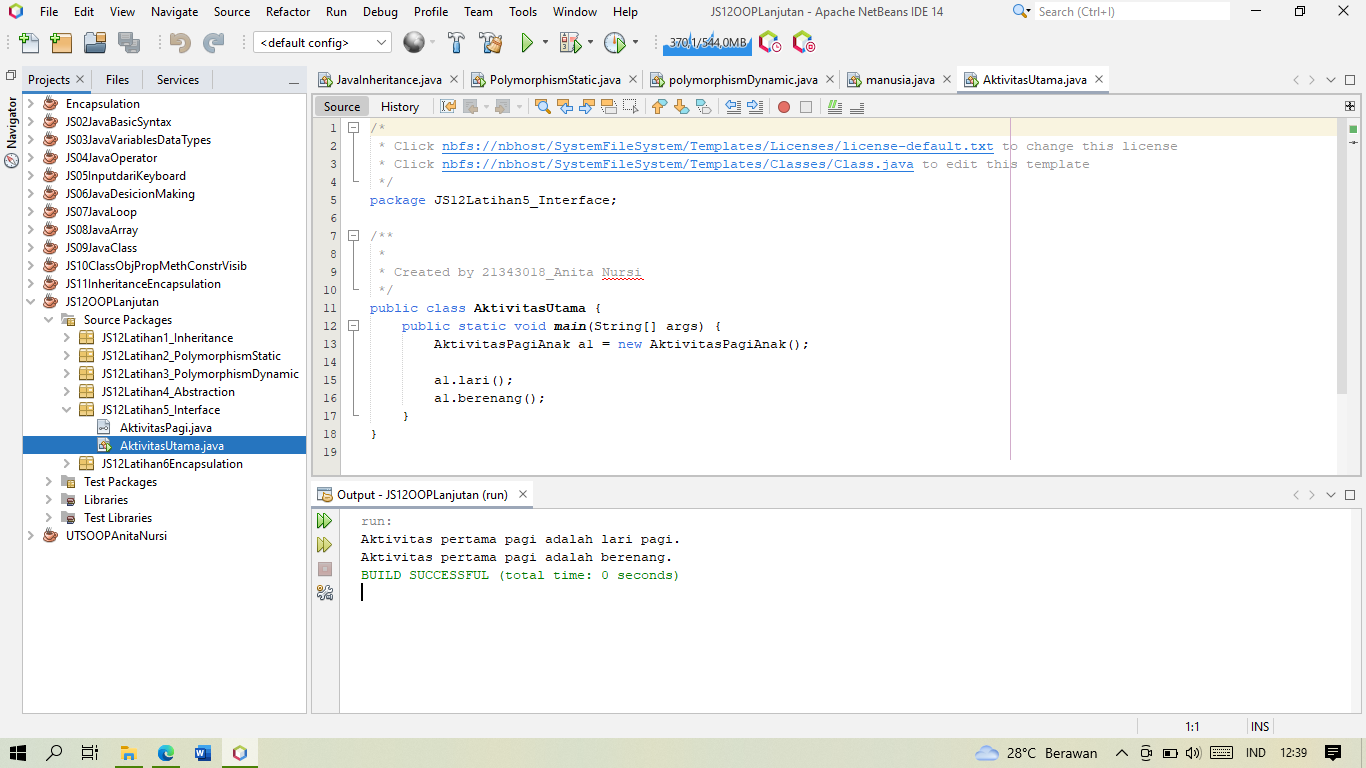 File Edit View Navigate Source Refactor Run Debug Profile Team Tools Window Help JS12OOPLanjutan - Apache NetBeans IDE 14 Search (Ctrl+I)
<default config> 370,1/544,0MB
Projects Files Services
JavaInheritance.java PolymorphismStatic.java polymorphismDynamic.java manusia.java AktivitasUtama.java
Navigator
Encapsulation
JS02JavaBasicSyntax
JS03JavaVariablesDataTypes
JS04JavaOperator
JS05InputdariKeyboard
JS06JavaDesicionMaking
JS07JavaLoop
JS08JavaArray
JS09JavaClass
JS10ClassObjPropMethConstrVisib
JS11InheritanceEncapsulation
JS12OOPLanjutan
Source Packages
JS12Latihan1_Inheritance
JS12Latihan2_PolymorphismStatic
JS12Latihan3_PolymorphismDynamic
JS12Latihan4_Abstraction
JS12Latihan5_Interface
AktivitasPagi.java
AktivitasUtama.java
JS12Latihan6Encapsulation
Test Packages
Libraries
Test Libraries
UTSOOPAnitaNursi
Source History
1 /*
2 * Click nbfs://nbhost/SystemFileSystem/Templates/Licenses/license-default.txt to change this license
3 * Click nbfs://nbhost/SystemFileSystem/Templates/Classes/Class.java to edit this template
4 */
5 package JS12Latihan5_Interface;
6
7 /**
8 *
9 * Created by 21343018_Anita Nursi
10 */
11 public class AktivitasUtama {
12 public static void main(String[] args) {
13 AktivitasPagiAnak al = new AktivitasPagiAnak();
14
15 al.lari();
16 al.berenang();
17 }
18 }
19
Output - JS12OOPLanjutan (run)
run:
Aktivitas pertama pagi adalah lari pagi.
Aktivitas pertama pagi adalah berenang.
BUILD SUCCESSFUL (total time: 0 seconds)
1:1 INS
28°C Berawan IND 12:39